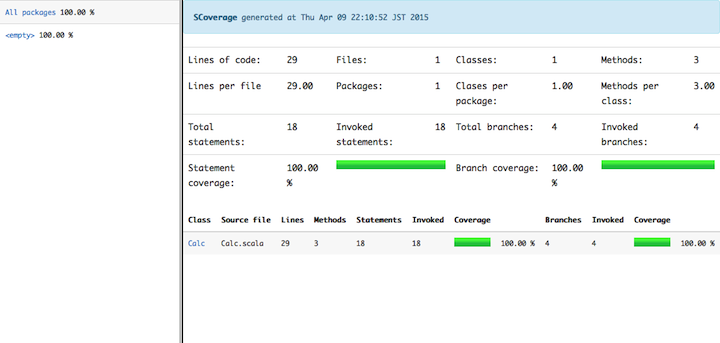 All packages 100.00 %
<empty> 100.00 %
SCoverage generated at Thu Apr 09 22:10:52 JST 2015
Lines of code: 29 Files: 1 Classes: 1 Methods: 3
Lines per file 29.00 Packages: 1 Clases per package: 1.00 Methods per class: 3.00
Total statements: 18 Invoked statements: 18 Total branches: 4 Invoked branches: 4
Statement coverage: 100.00 % Branch coverage: 100.00 %
Class Source file Lines Methods Statements Invoked Coverage Branches Invoked Coverage
Calc Calc.scala 29 3 18 18 100.00 % 4 4 100.00 %